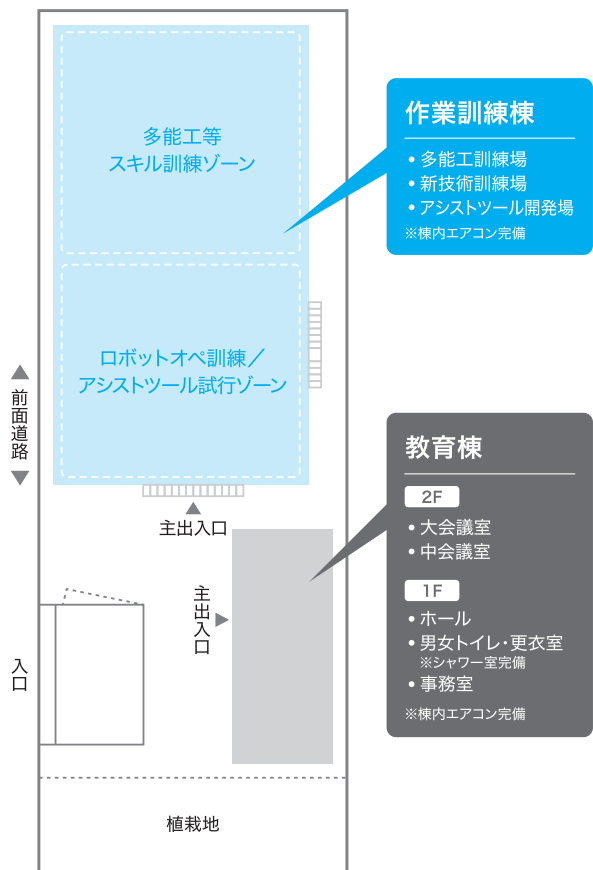 多能工等
スキル訓練ゾーン
ロボットオペ訓練／
アシストツール試行ゾーン
前面道路
主出入口
主出入口
入口
植栽地
作業訓練棟
• 多能工訓練場
• 新技術訓練場
• アシストツール開発場
※棟内エアコン完備
教育棟
2F
• 大会議室
• 中会議室
1F
• ホール
• 男女トイレ・更衣室
※シャワー室完備
• 事務室
※棟内エアコン完備